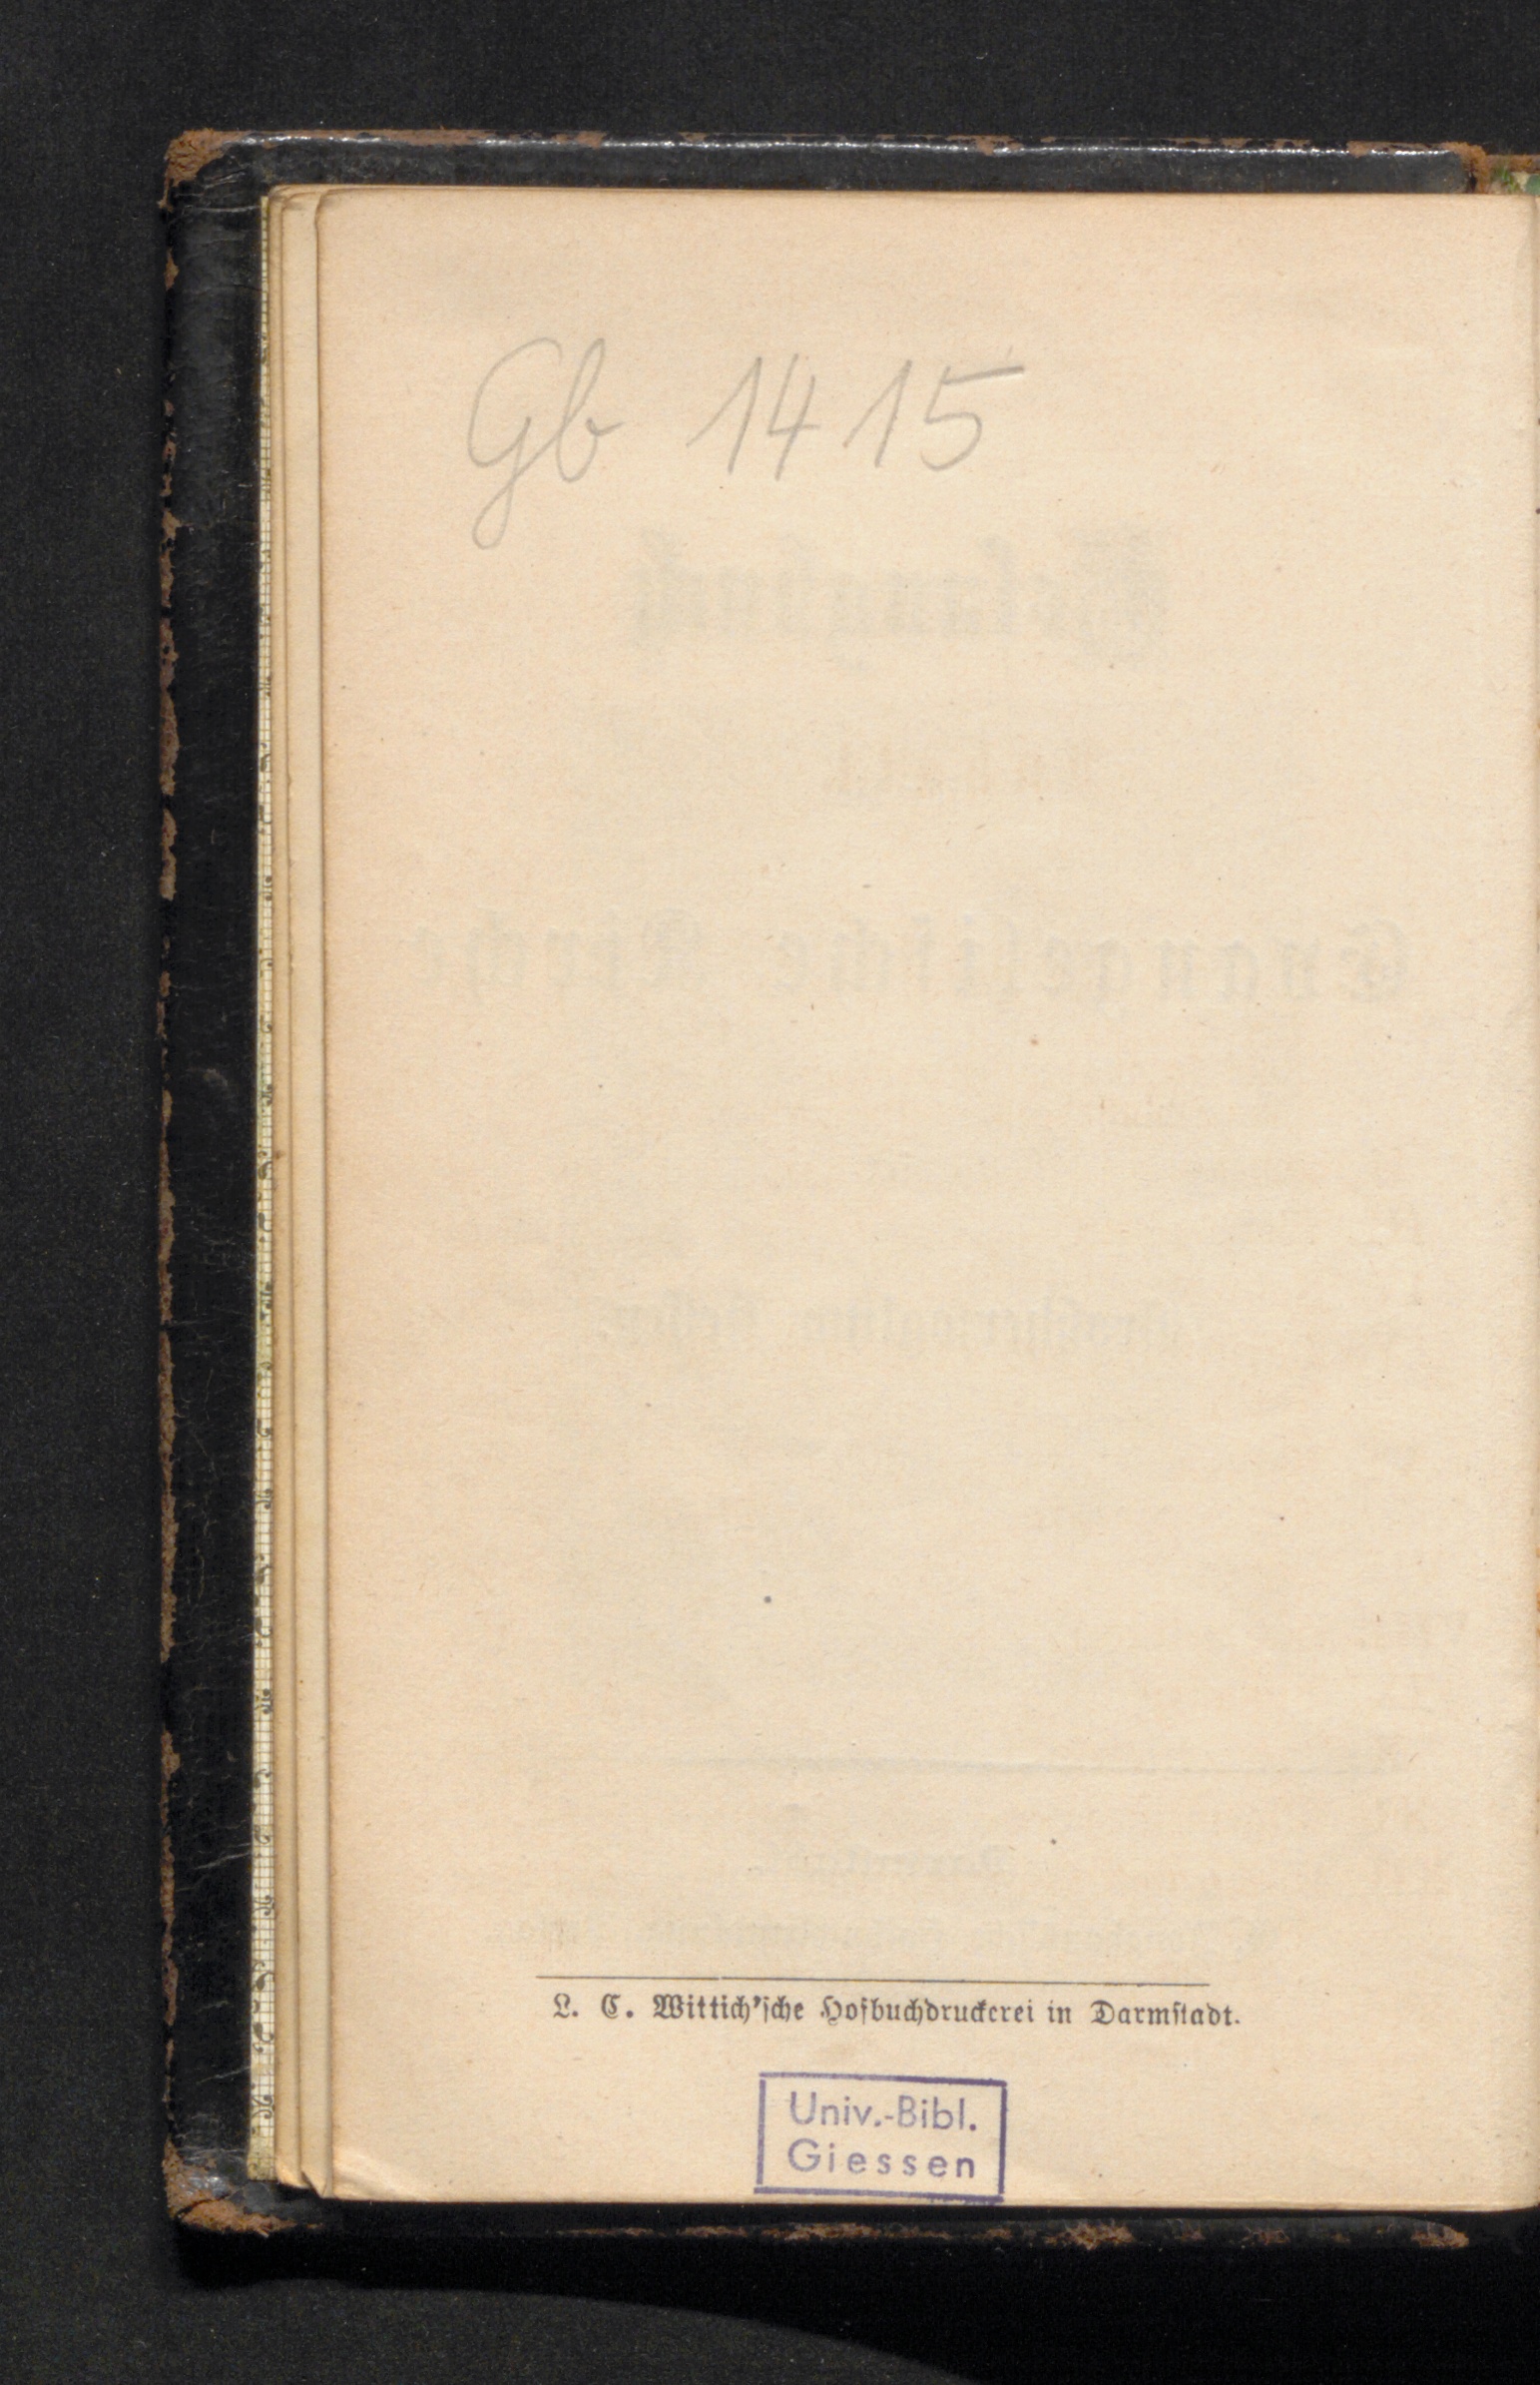 Gb 1415
L. C. Wittich'sche Hofbuchdruckerei in Darmstadt.
Univ.-Bibl.
Giessen